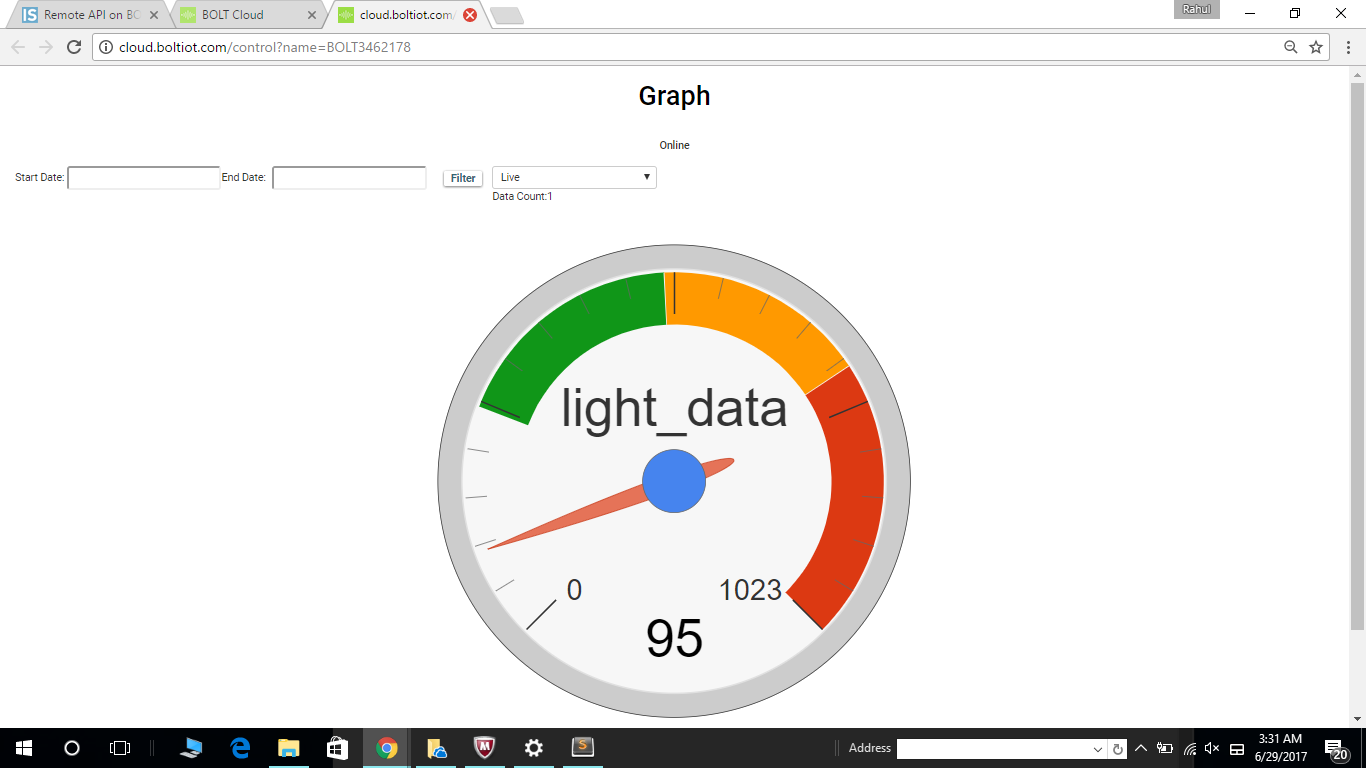 Remote API on BO
BOLT Cloud
cloud.boltiot.com/
Rahul
cloud.boltiot.com/control?name=BOLT3462178
Graph
Online
Start Date:
End Date:
Filter
Live
Data Count:1
light_data
0
1023
95
Address
3:31 AM
6/29/2017
20